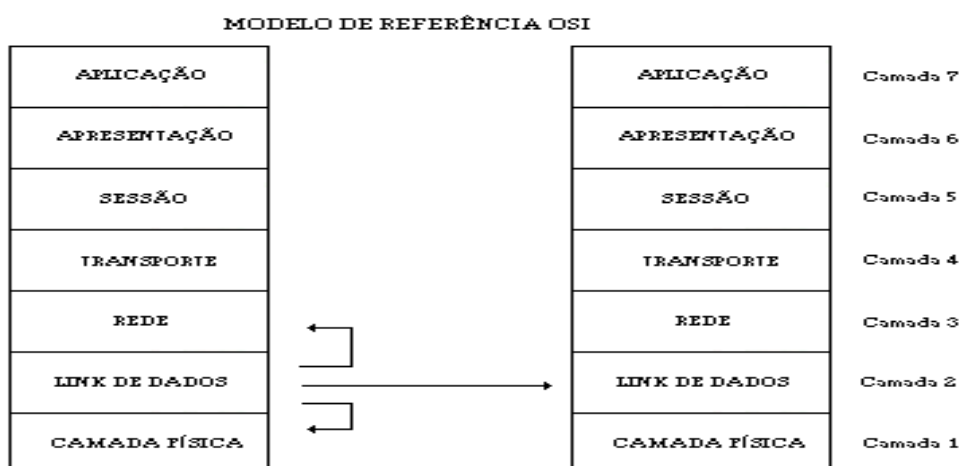 MODELO DE REFERÊNCIA OSI
APLICAÇÃO APLICAÇÃO Camada 7
APRESENTAÇÃO APRESENTAÇÃO Camada 6
SESSÃO SESSÃO Camada 5
TRANSPORTE TRANSPORTE Camada 4
REDE REDE Camada 3
LINK DE DADOS LINK DE DADOS Camada 2
CAMADA FÍSICA CAMADA FÍSICA Camada 1